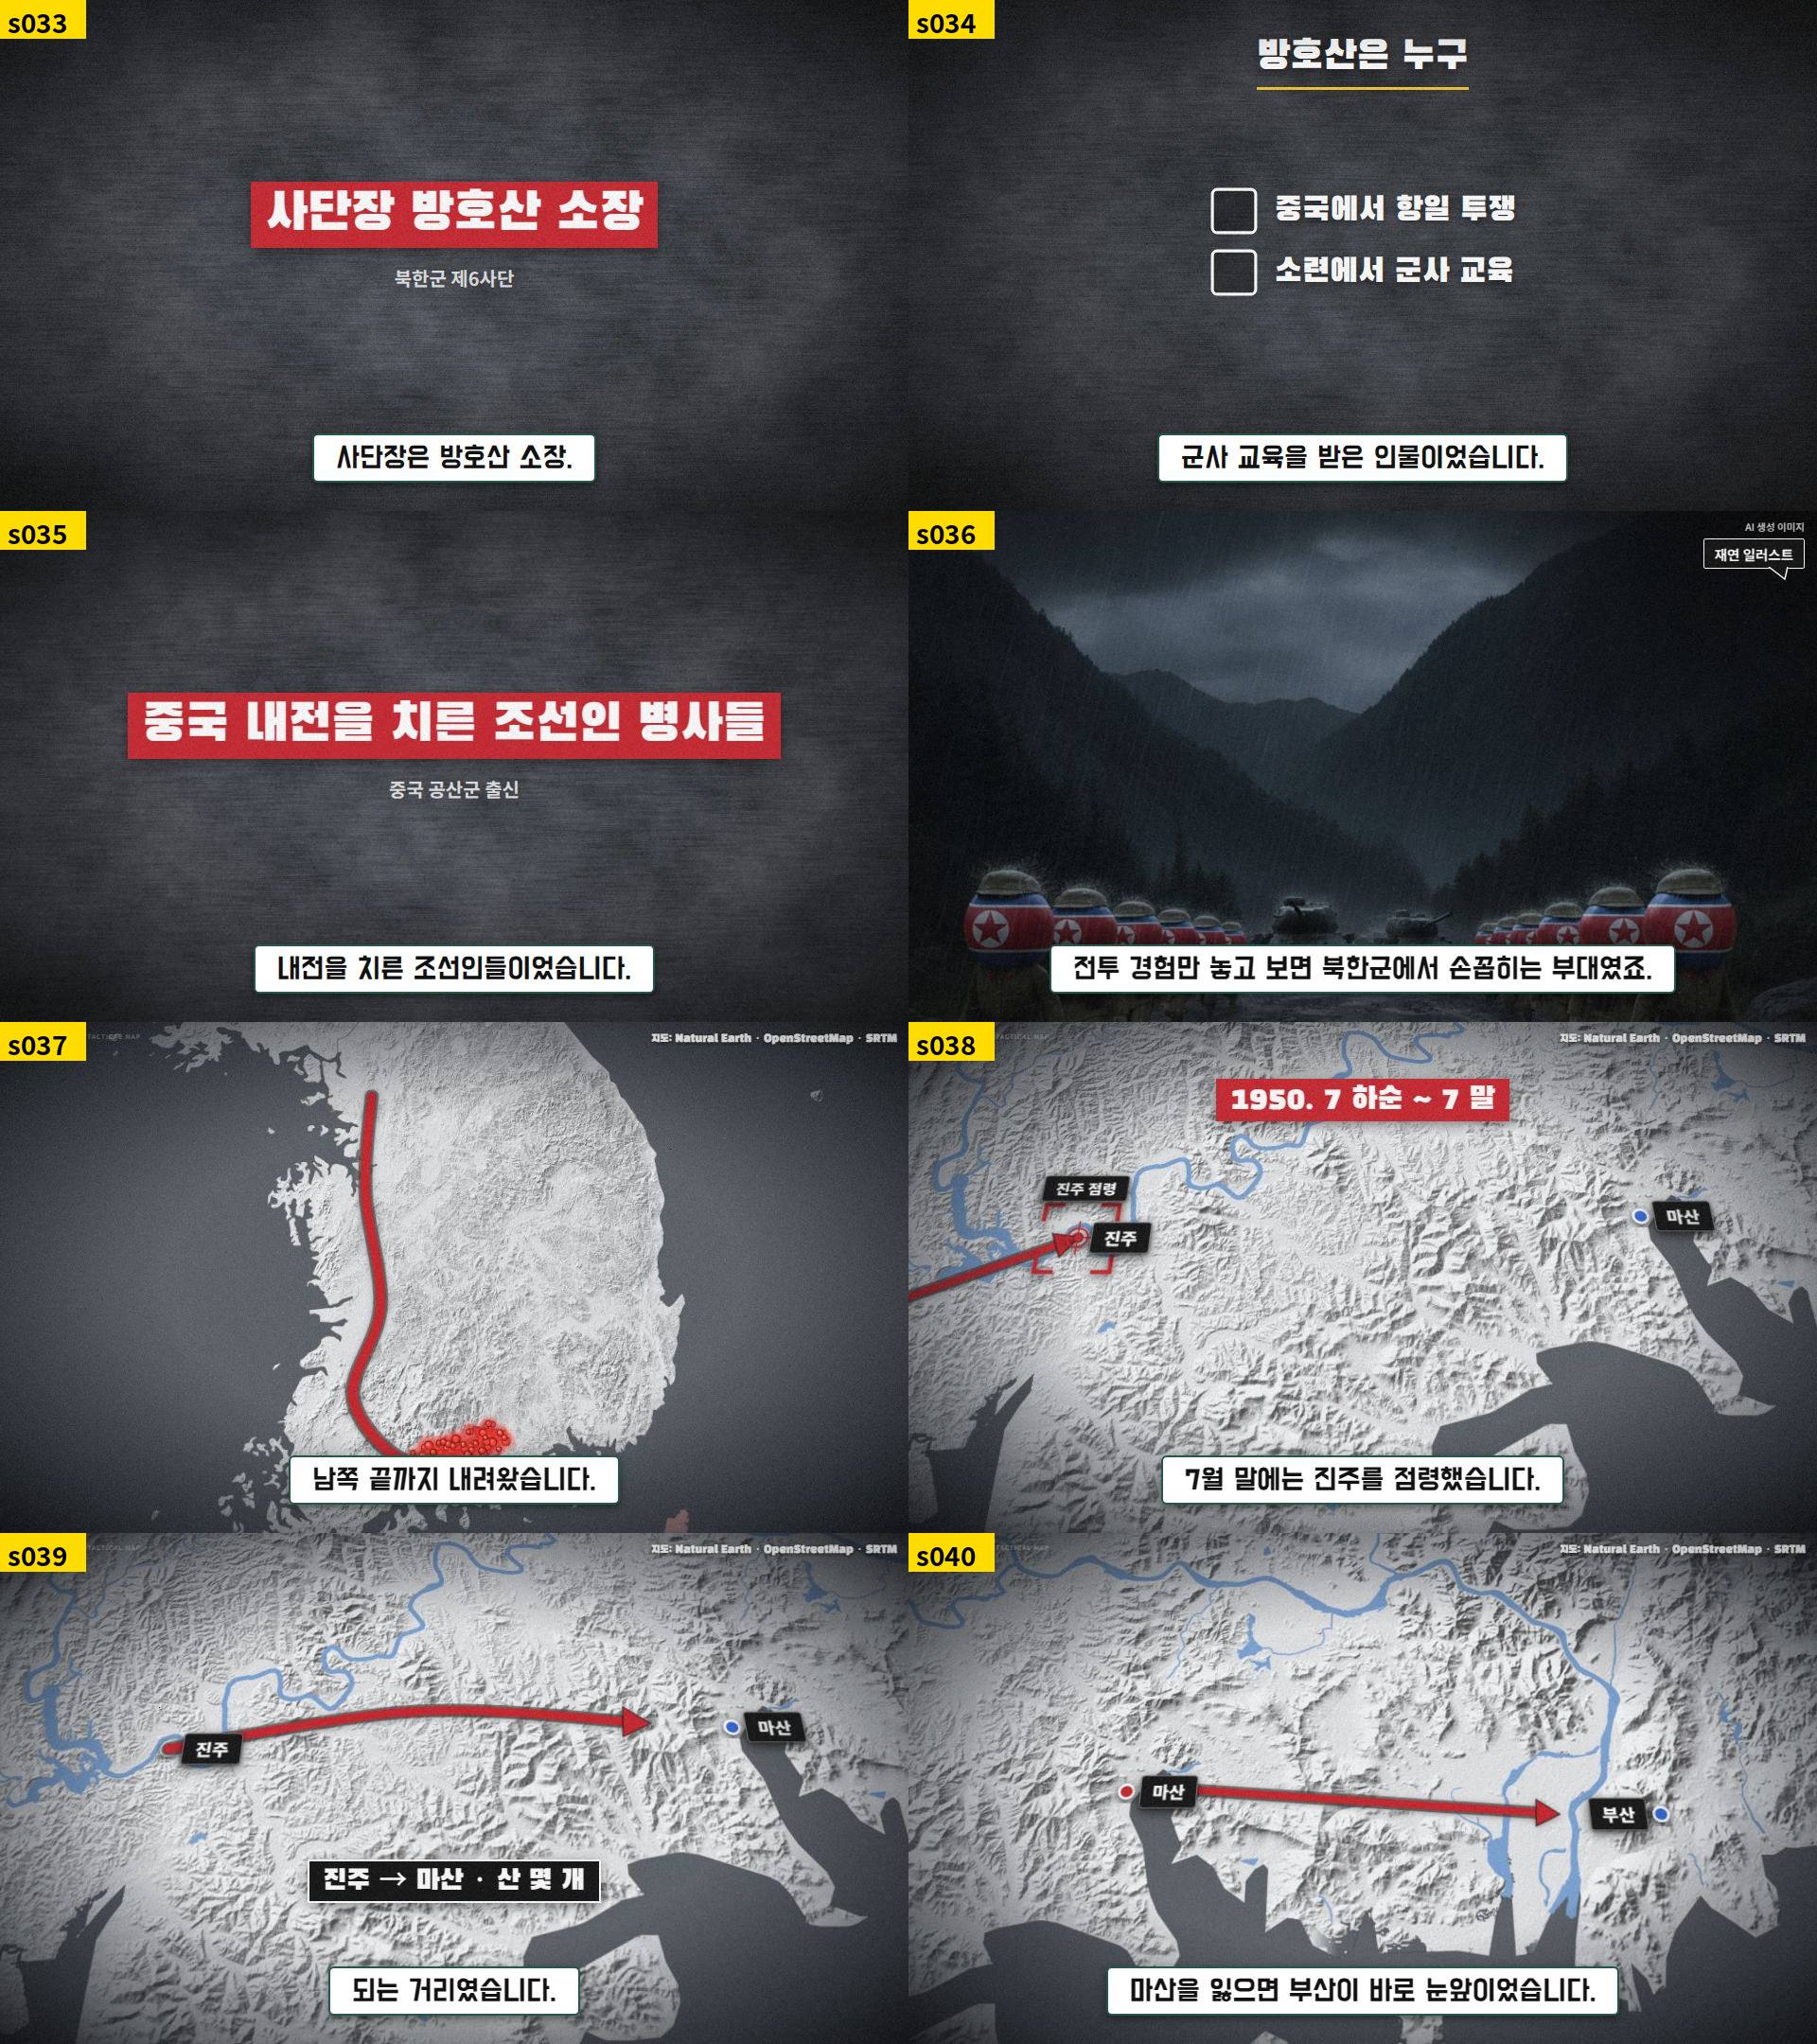 s033
사단장 방호산 소장
북한군 제6사단
사단장은 방호산 소장.
s034
방호산은 누구
중국에서 항일 투쟁
소련에서 군사 교육
군사 교육을 받은 인물이었습니다.
s035
중국 내전을 치른 조선인 병사들
중국 공산군 출신
내전을 치른 조선인들이었습니다.
s036
AI 생성 이미지
재연 일러스트
전투 경험만 놓고 보면 북한군에서 손꼽히는 부대였죠.
s037
TACTICAL MAP
지도: Natural Earth · OpenStreetMap · SRTM
남쪽 끝까지 내려왔습니다.
s038
TACTICAL MAP
지도: Natural Earth · OpenStreetMap · SRTM
1950. 7 하순 ~ 7 말
진주 점령
진주
마산
7월 말에는 진주를 점령했습니다.
s039
TACTICAL MAP
지도: Natural Earth · OpenStreetMap · SRTM
진주
마산
진주 → 마산 · 산 몇 개
되는 거리였습니다.
s040
TACTICAL MAP
지도: Natural Earth · OpenStreetMap · SRTM
마산
부산
마산을 잃으면 부산이 바로 눈앞이었습니다.